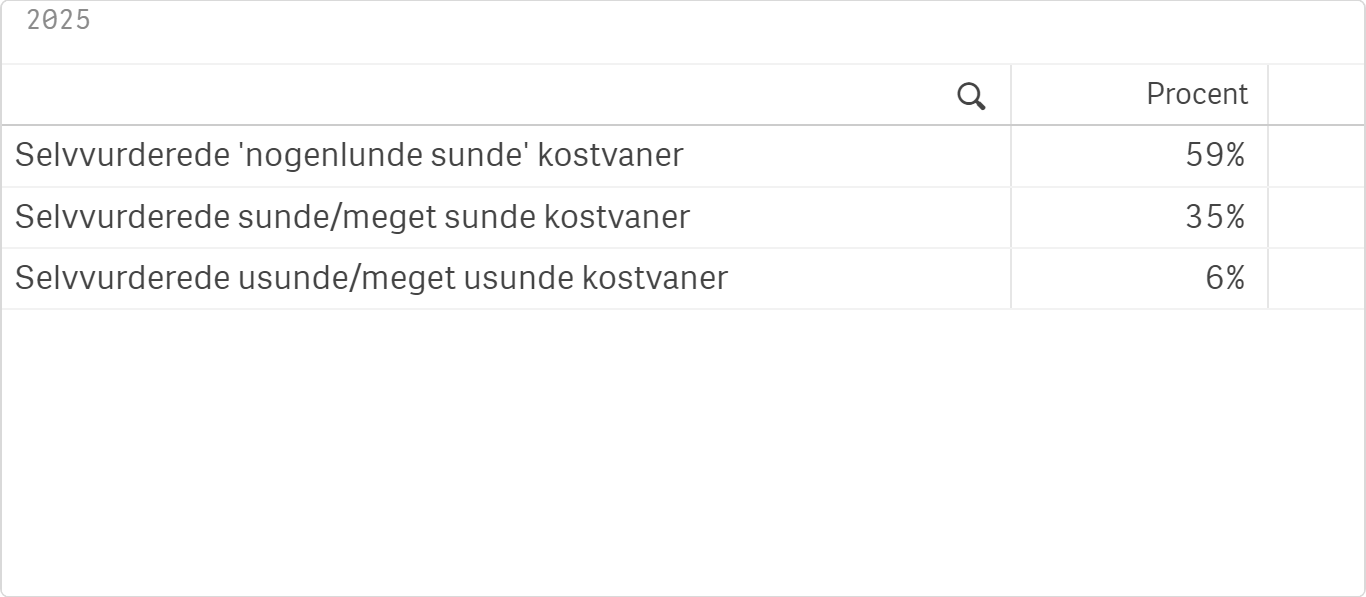 2025
Procent
Selvvurderede 'nogenlunde sunde' kostvaner 59%
Selvvurderede sunde/meget sunde kostvaner 35%
Selvvurderede usunde/meget usunde kostvaner 6%